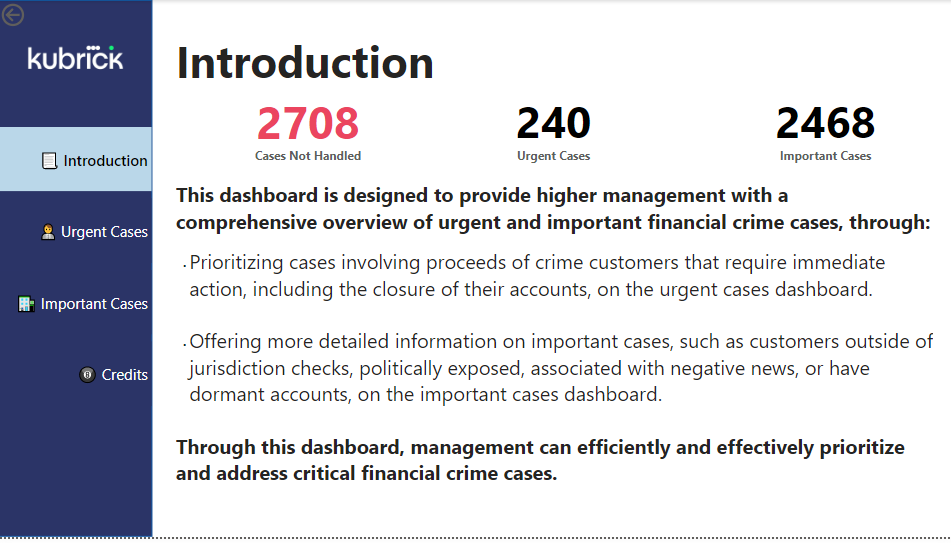 kubrick
Introduction
Urgent Cases
Important Cases
Credits
Introduction
2708
Cases Not Handled
240
Urgent Cases
2468
Important Cases
This dashboard is designed to provide higher management with a
comprehensive overview of urgent and important financial crime cases, through:
· Prioritizing cases involving proceeds of crime customers that require immediate
action, including the closure of their accounts, on the urgent cases dashboard.
· Offering more detailed information on important cases, such as customers outside of
jurisdiction checks, politically exposed, associated with negative news, or have
dormant accounts, on the important cases dashboard.
Through this dashboard, management can efficiently and effectively prioritize
and address critical financial crime cases.